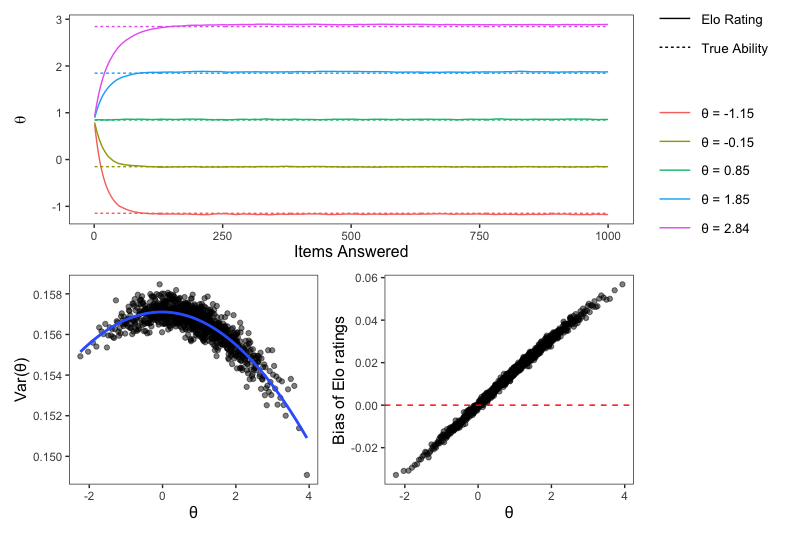 3
2
1
0
-1
θ
0
250
500
750
1000
Items Answered
Elo Rating
True Ability
θ = -1.15
θ = -0.15
θ = 0.85
θ = 1.85
θ = 2.84
0.158
0.156
0.154
0.152
0.150
Var(θ)
-2
0
2
4
θ
0.06
0.04
0.02
0.00
-0.02
Bias of Elo ratings
-2
0
2
4
θ